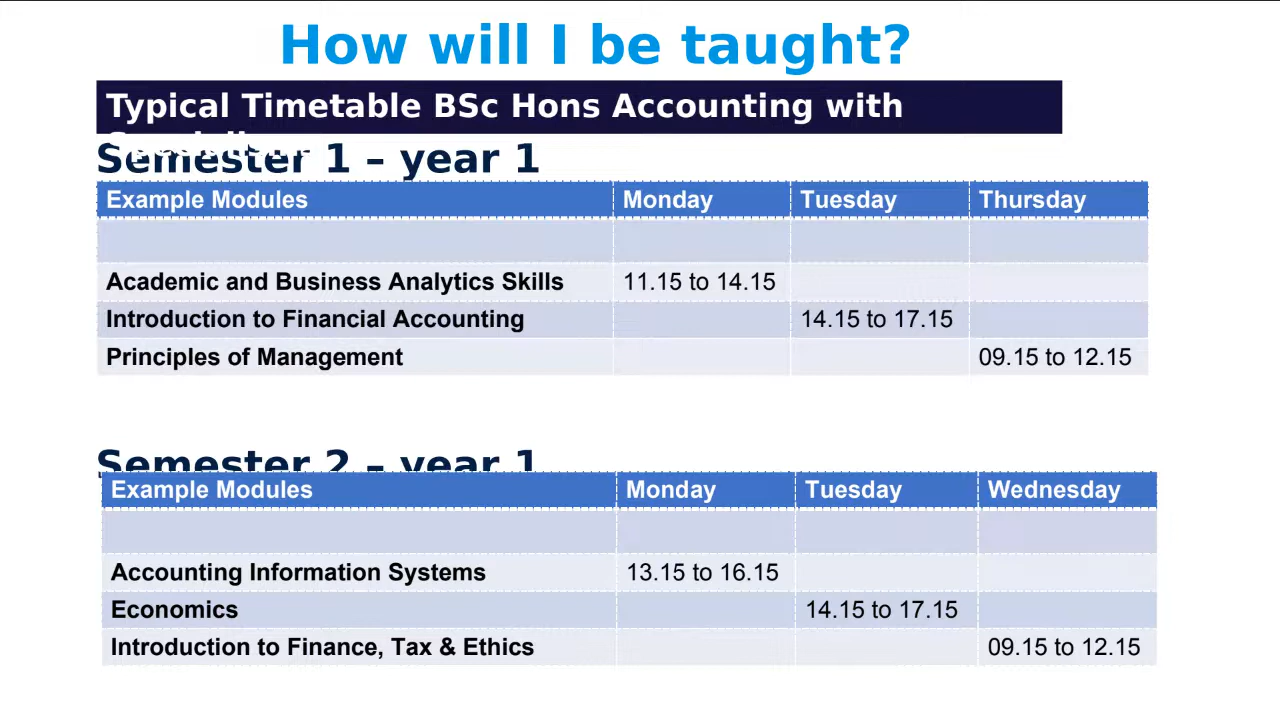 How will I be taught?
Typical Timetable BSc Hons Accounting with
Semester 1 – year 1
Example Modules Monday Tuesday Thursday
Academic and Business Analytics Skills 11.15 to 14.15
Introduction to Financial Accounting 14.15 to 17.15
Principles of Management 09.15 to 12.15
Semester 2 – year 1
Example Modules Monday Tuesday Wednesday
Accounting Information Systems 13.15 to 16.15
Economics 14.15 to 17.15
Introduction to Finance, Tax & Ethics 09.15 to 12.15